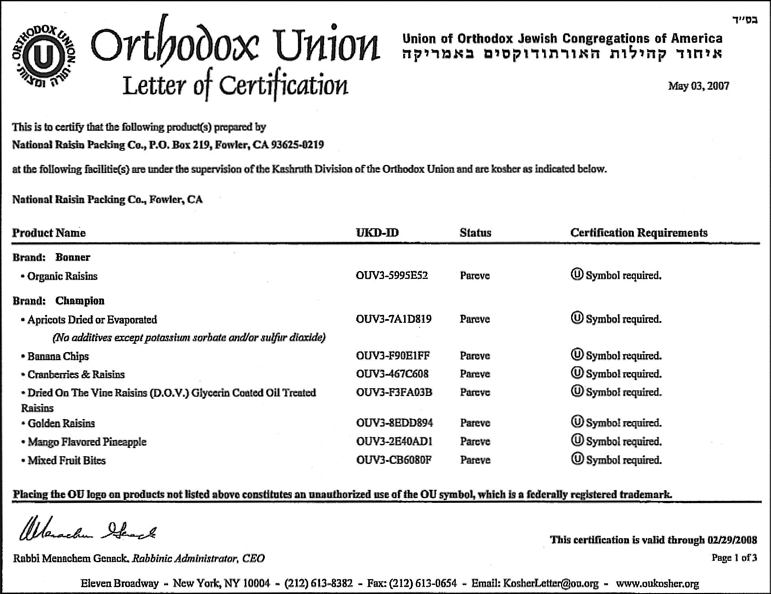 בס״ד
ORTHODOX UNION
תורה ומצוות
U
Orthodox Union
Letter of Certification
Union of Orthodox Jewish Congregations of America
איחוד קהילות האורתודוקסים באמריקה
May 03, 2007
This is to certify that the following product(s) prepared by
National Raisin Packing Co., P.O. Box 219, Fowler, CA 93625-0219
at the following facilitie(s) are under the supervision of the Kashruth Division of the Orthodox Union and are kosher as indicated below.
National Raisin Packing Co., Fowler, CA
Product Name UKD-ID Status Certification Requirements
Brand: Bonner
• Organic Raisins OUV3-5995E52 Pareve Ⓤ Symbol required.
Brand: Champion
• Apricots Dried or Evaporated OUV3-7A1D819 Pareve Ⓤ Symbol required.
(No additives except potassium sorbate and/or sulfur dioxide)
• Banana Chips OUV3-F90E1FF Pareve Ⓤ Symbol required.
• Cranberries & Raisins OUV3-467C608 Pareve Ⓤ Symbol required.
• Dried On The Vine Raisins (D.O.V.) Glycerin Coated Oil Treated OUV3-F3FA03B Pareve Ⓤ Symbol required.
Raisins
• Golden Raisins OUV3-8EDD894 Pareve Ⓤ Symbol required.
• Mango Flavored Pineapple OUV3-2E40AD1 Pareve Ⓤ Symbol required.
• Mixed Fruit Bites OUV3-CB6080F Pareve Ⓤ Symbol required.
Placing the OU logo on products not listed above constitutes an unauthorized use of the OU symbol, which is a federally registered trademark.
Menachem Genack
This certification is valid through 02/29/2008
Rabbi Menachem Genack, Rabbinic Administrator, CEO
Page 1 of 3
Eleven Broadway - New York, NY 10004 - (212) 613-8382 - Fax: (212) 613-0654 - Email: KosherLetter@ou.org - www.oukosher.org